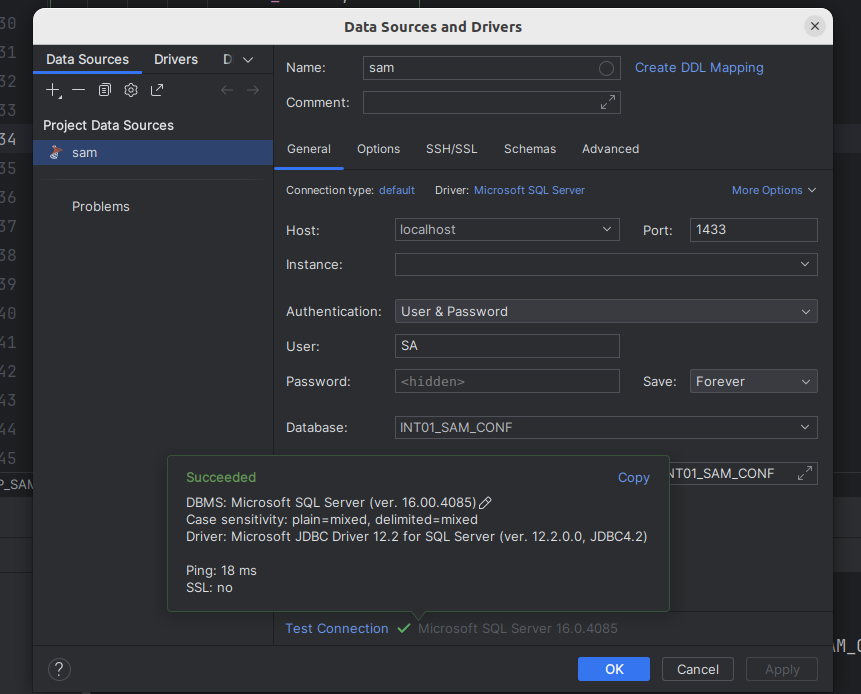 Data Sources and Drivers
Data Sources Drivers D
Project Data Sources
sam
Problems
Name: sam Create DDL Mapping
Comment:
General Options SSH/SSL Schemas Advanced
Connection type: default Driver: Microsoft SQL Server More Options
Host: localhost Port: 1433
Instance:
Authentication: User & Password
User: SA
Password: <hidden> Save: Forever
Database: INT01_SAM_CONF
NT01_SAM_CONF
Succeeded Copy
DBMS: Microsoft SQL Server (ver. 16.00.4085)
Case sensitivity: plain=mixed, delimited=mixed
Driver: Microsoft JDBC Driver 12.2 for SQL Server (ver. 12.2.0.0, JDBC4.2)
Ping: 18 ms
SSL: no
Test Connection Microsoft SQL Server 16.0.4085
? OK Cancel Apply
30
31
32
33
34
35
36
37
38
39
40
41
42
43
44
45
P_SAM